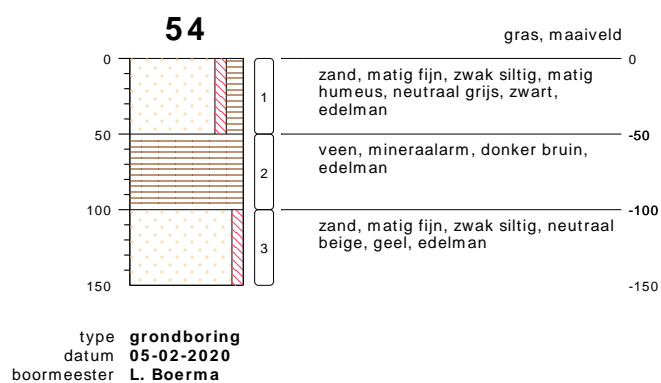 54
gras, maaiveld
0
0
zand, matig fijn, zwak siltig, matig
humeus, neutraal grijs, zwart,
edelman
1
50
-50
veen, mineraalarm, donker bruin,
edelman
2
100
-100
zand, matig fijn, zwak siltig, neutraal
beige, geel, edelman
3
150
-150
type grondboring
datum 05-02-2020
boormeester L. Boerma